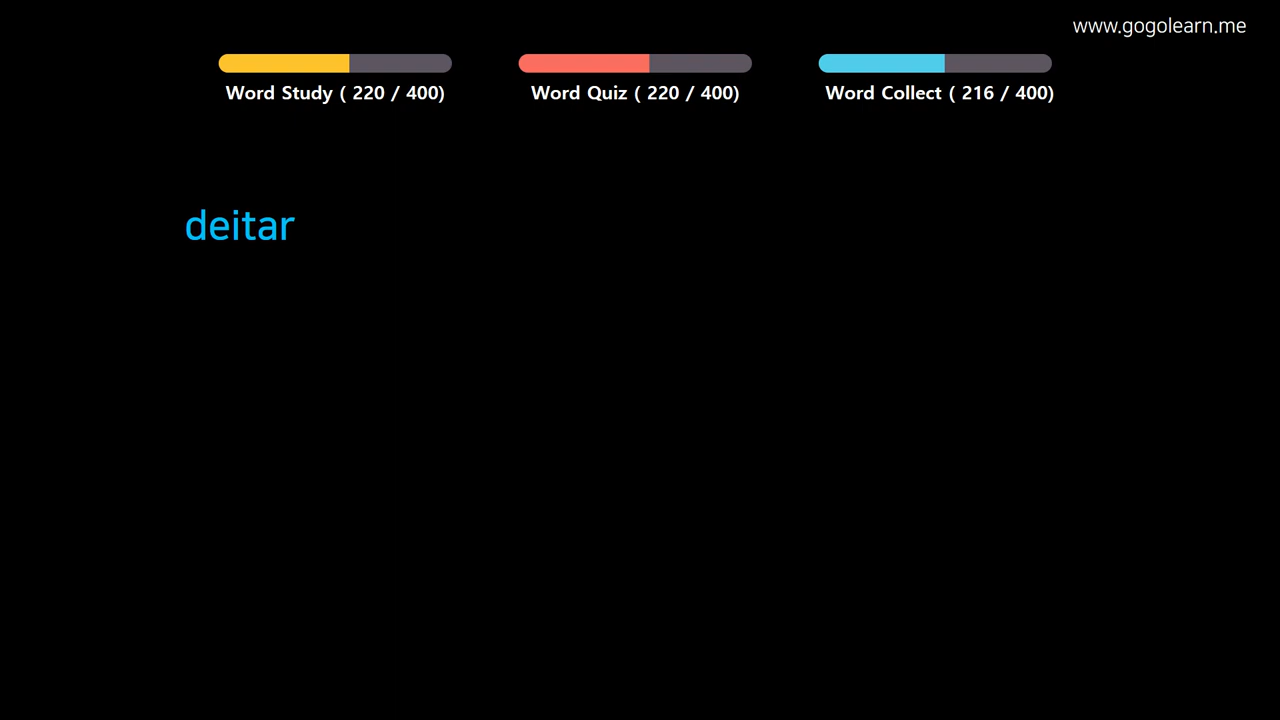 www.gogolearn.me
Word Study ( 220 / 400)
Word Quiz ( 220 / 400)
Word Collect ( 216 / 400)
deitar